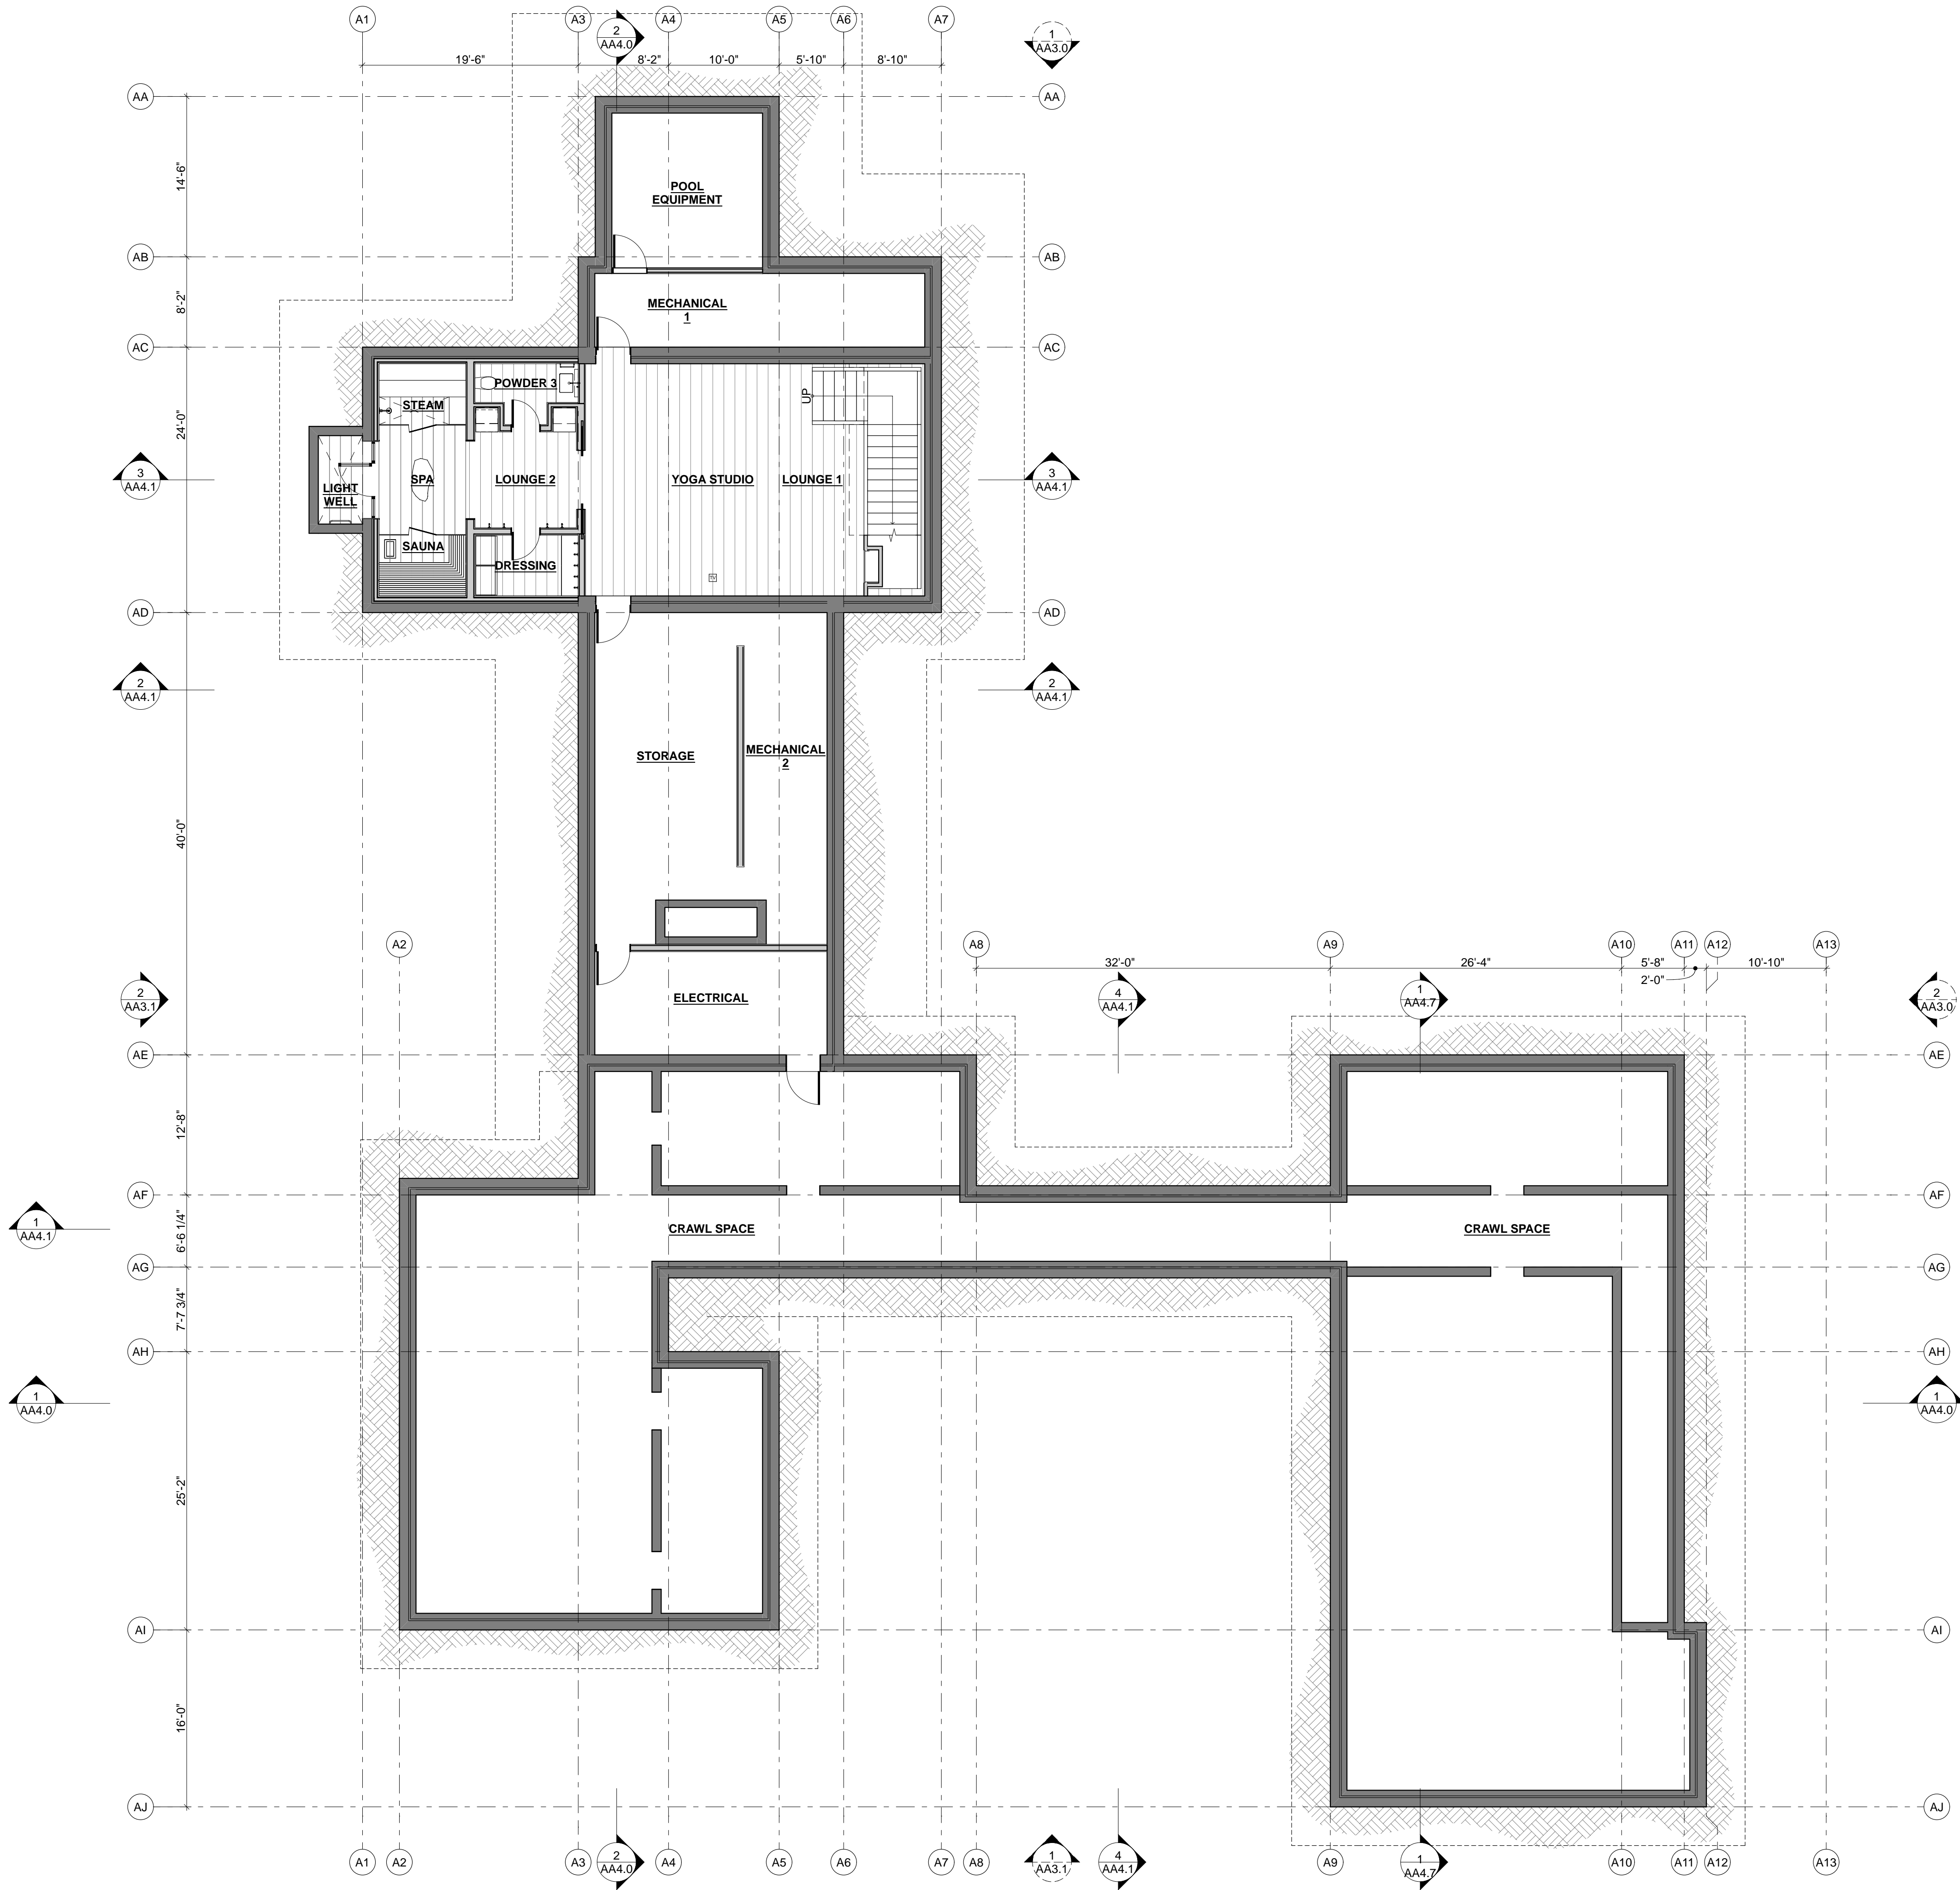 A1
A3
A4
A5
A6
A7
2
AA4.0
1
AA3.0
19'-6"
8'-2"
10'-0"
5'-10"
8'-10"
AA
AA
14'-6"
POOL
EQUIPMENT
AB
AB
8'-2"
MECHANICAL
1
AC
AC
24'-0"
POWDER 3
STEAM
UP
3
AA4.1
LIGHT
WELL
SPA
LOUNGE 2
YOGA STUDIO
LOUNGE 1
3
AA4.1
SAUNA
DRESSING
TV
AD
AD
2
AA4.1
2
AA4.1
STORAGE
MECHANICAL
2
40'-0"
A2
A8
A9
A10
A11
A12
A13
32'-0"
26'-4"
5'-8"
10'-10"
2'-0"
2
AA3.1
ELECTRICAL
4
AA4.1
1
AA4.7
2
AA3.0
AE
AE
12'-8"
AF
AF
1
AA4.1
6'-6 1/4"
CRAWL SPACE
CRAWL SPACE
AG
AG
7'-7 3/4"
AH
AH
1
AA4.0
1
AA4.0
25'-2"
AI
AI
16'-0"
AJ
AJ
A1
A2
A3
2
AA4.0
A4
A5
A6
A7
A8
1
AA3.1
4
AA4.1
A9
1
AA4.7
A10
A11
A12
A13